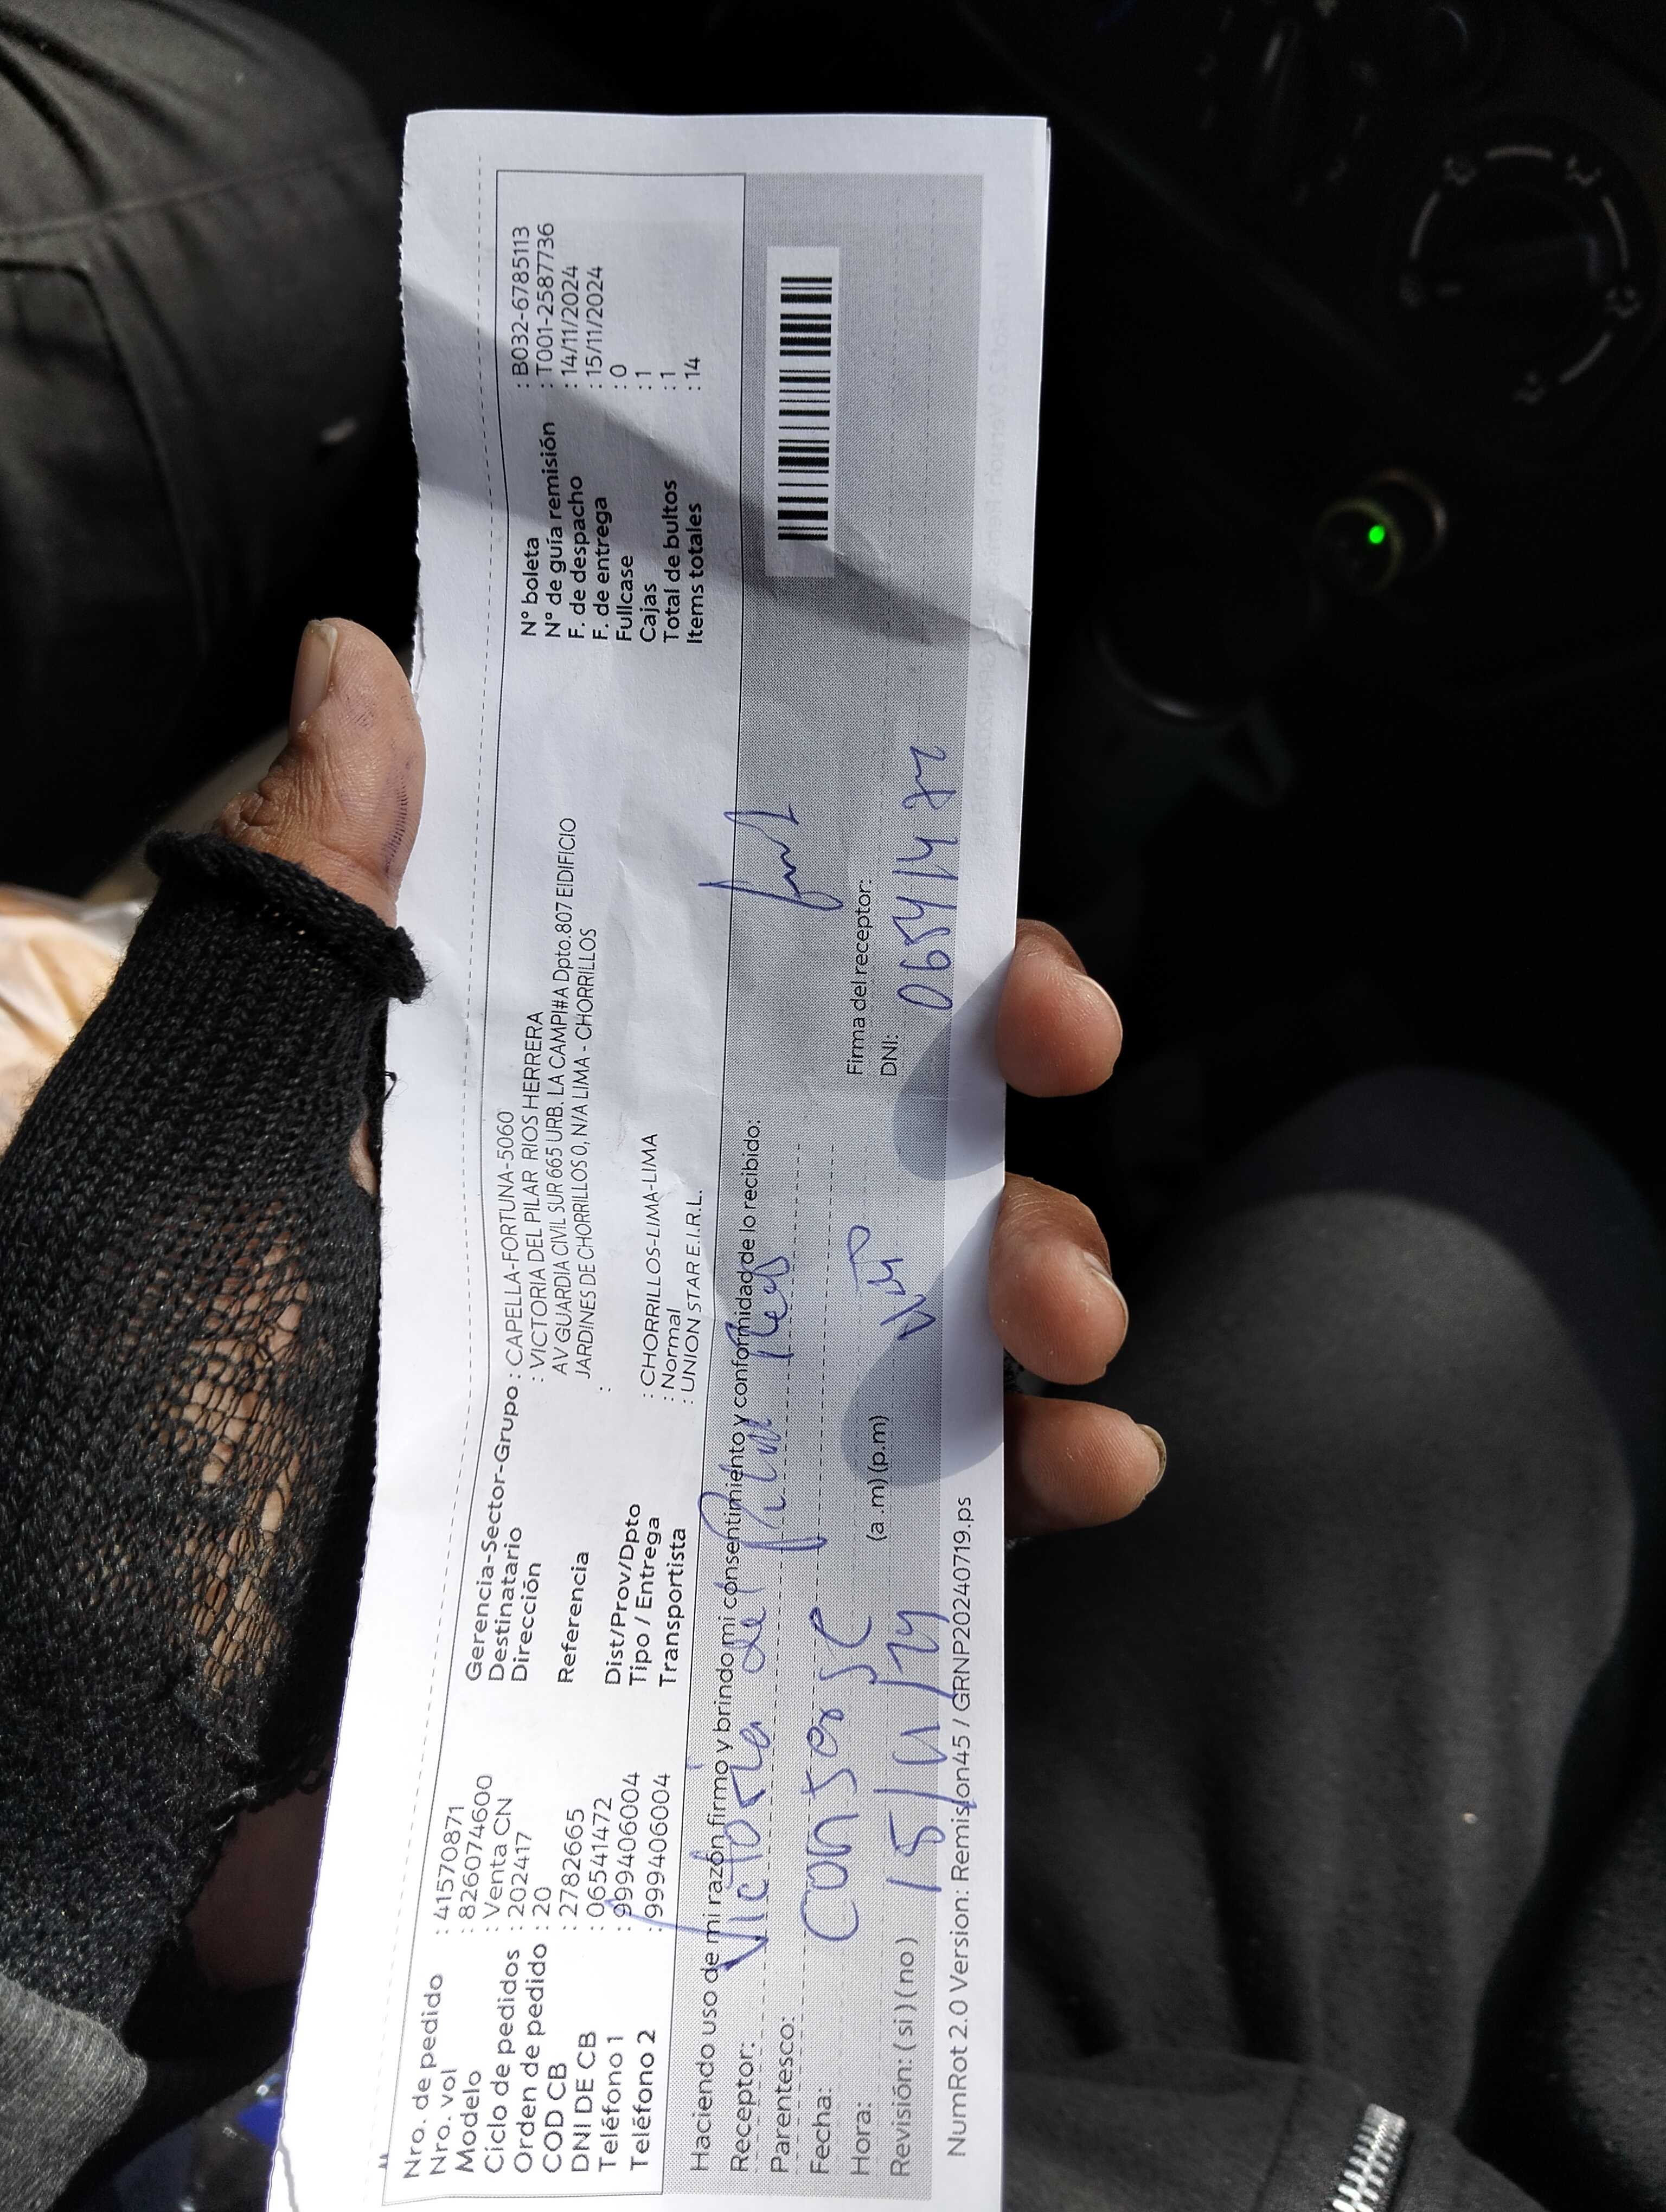 Nro. de pedido : 41570871
Nro. vol : 8260746​00
Modelo : Venta CN
Ciclo de pedidos : 202417
Orden de pedido : 20
COD CB : 2782665
DNI DE CB : 06541472
Teléfono 1 : 999406004
Teléfono 2 : 999406004
Gerencia-Sector-Grupo : CAPELLA-FORTUNA-5060
Destinatario : VICTORIA DEL PILAR RIOS HERRERA
Dirección AV GUARDIA CIVIL SUR 665 URB. LA CAMPI#A Dpto.807 EIDIFICIO
JARDINES DE CHORRILLOS 0, N/A LIMA - CHORRILLOS
Referencia :
Dist/Prov/Dpto : CHORRILLOS-LIMA-LIMA
Tipo / Entrega : Normal
Transportista : UNION STAR E.I.R.L.
N° boleta : B032-6785113
N° de guía remisión : T001-2587736
F. de despacho : 14/11/2024
F. de entrega : 15/11/2024
Fullcase : 0
Cajas : 1
Total de bultos : 1
Items totales : 14
Haciendo uso de mi razón firmo y brindo mi consentimiento y conformidad de lo recibido:
Receptor: Victoria del Pilar
Parentesco:
Fecha: 15/11/24
Hora: (a .m) (p.m)
Revisión: ( si ) ( no )
Firma del receptor:
DNI: 06541472
NumRot 2.0 Version: Remision45 / GRNP20240719.ps